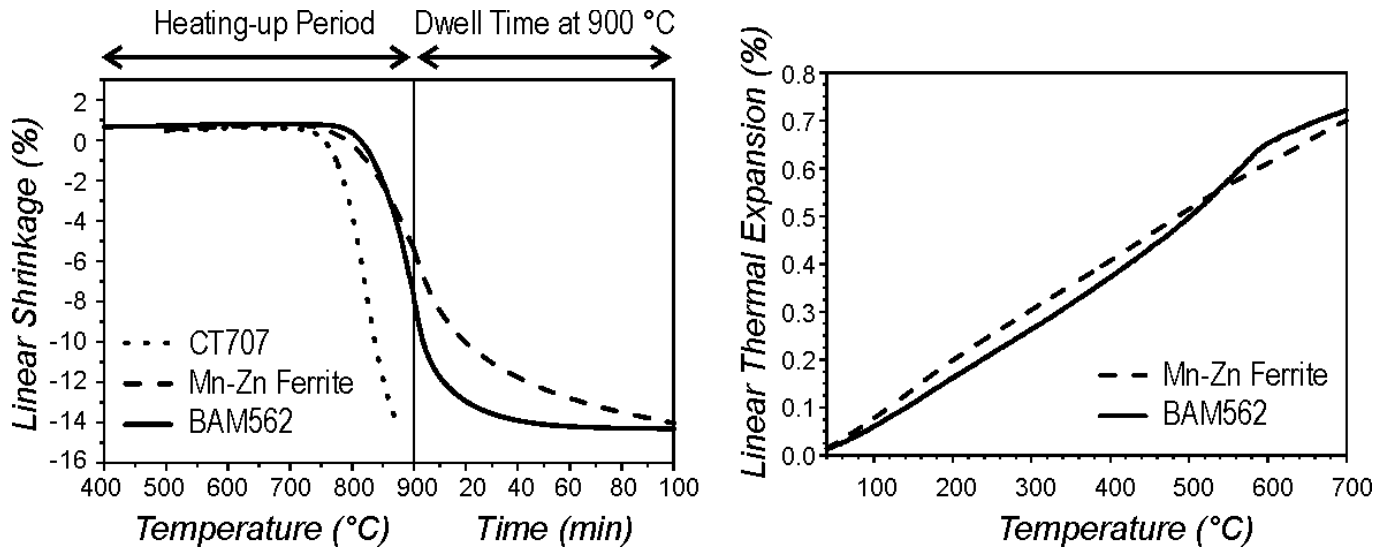 Heating-up Period
Dwell Time at 900 °C
Linear Shrinkage (%)
2
0
-2
-4
-6
-8
-10
-12
-14
-16
CT707
Mn-Zn Ferrite
BAM562
400 500 600 700 800 900 20 40 60 80 100
Temperature (°C)
Time (min)
Linear Thermal Expansion (%)
0.8
0.7
0.6
0.5
0.4
0.3
0.2
0.1
0.0
Mn-Zn Ferrite
BAM562
100 200 300 400 500 600 700
Temperature (°C)